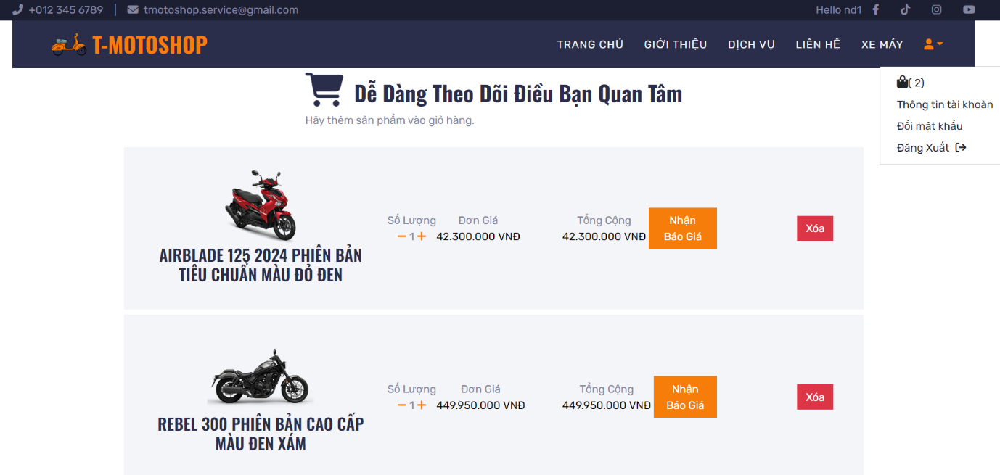 +012 345 6789 | tmotoshop.service@gmail.com Hello nd1
T-MOTOSHOP TRANG CHỦ GIỚI THIỆU DỊCH VỤ LIÊN HỆ XE MÁY
( 2)
Thông tin tài khoản
Đổi mật khẩu
Đăng Xuất
Dễ Dàng Theo Dõi Điều Bạn Quan Tâm
Hãy thêm sản phẩm vào giỏ hàng.
Số Lượng Đơn Giá Tổng Cộng Nhận
1 42.300.000 VNĐ 42.300.000 VNĐ Báo Giá
Xóa
AIRBLADE 125 2024 PHIÊN BẢN
TIÊU CHUẨN MÀU ĐỎ ĐEN
Số Lượng Đơn Giá Tổng Cộng Nhận
1 449.950.000 VNĐ 449.950.000 VNĐ Báo Giá
Xóa
REBEL 300 PHIÊN BẢN CAO CẤP
MÀU ĐEN XÁM